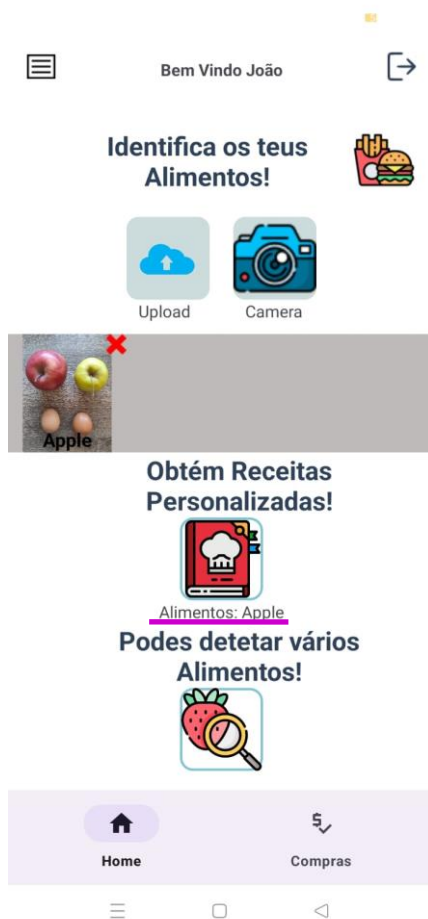 Bem Vindo João
Identifica os teus
Alimentos!
Upload
Camera
Apple
Obtém Receitas
Personalizadas!
Alimentos: Apple
Podes detetar vários
Alimentos!
Home
Compras